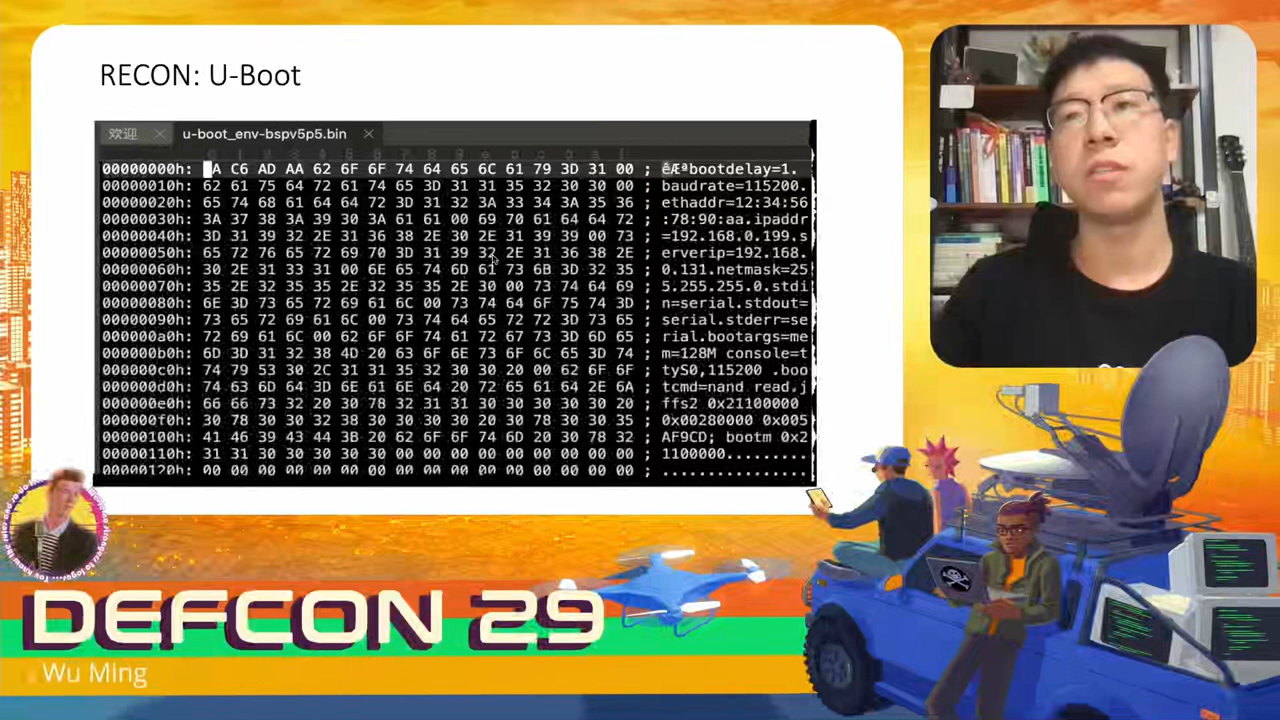 RECON: U-Boot
欢迎 × u-boot_env-bspv5p5.bin ×
00000000h: A C6 AD AA 62 6F 6F 74 64 65 6C 61 79 3D 31 00 ; êÆ­ªbootdelay=1.
00000010h: 62 61 75 64 72 61 74 65 3D 31 31 35 32 30 30 00 ; baudrate=115200.
00000020h: 65 74 68 61 64 64 72 3D 31 32 3A 33 34 3A 35 36 ; ethaddr=12:34:56
00000030h: 3A 37 38 3A 39 30 3A 61 61 00 69 70 61 64 64 72 ; :78:90:aa.ipaddr
00000040h: 3D 31 39 32 2E 31 36 38 2E 30 2E 31 39 39 00 73 ; =192.168.0.199.s
00000050h: 65 72 76 65 72 69 70 3D 31 39 32 2E 31 36 38 2E ; erverip=192.168.
00000060h: 30 2E 31 33 31 00 6E 65 74 6D 61 73 6B 3D 32 35 ; 0.131.netmask=25
00000070h: 35 2E 32 35 35 2E 32 35 35 2E 30 00 73 74 64 69 ; 5.255.255.0.stdi
00000080h: 6E 3D 73 65 72 69 61 6C 00 73 74 64 6F 75 74 3D ; n=serial.stdout=
00000090h: 73 65 72 69 61 6C 00 73 74 64 65 72 72 3D 73 65 ; serial.stderr=se
000000a0h: 72 69 61 6C 00 62 6F 6F 74 61 72 67 73 3D 6D 65 ; rial.bootargs=me
000000b0h: 6D 3D 31 32 38 4D 20 63 6F 6E 73 6F 6C 65 3D 74 ; m=128M console=t
000000c0h: 74 79 53 30 2C 31 31 35 32 30 30 20 00 62 6F 6F ; tyS0,115200 .boo
000000d0h: 74 63 6D 64 3D 6E 61 6E 64 20 72 65 61 64 2E 6A ; tcmd=nand read.j
000000e0h: 66 66 73 32 20 30 78 32 31 31 30 30 30 30 30 20 ; ffs2 0x21100000
000000f0h: 30 78 30 30 32 38 30 30 30 30 20 30 78 30 30 35 ; 0x00280000 0x005
00000100h: 41 46 39 43 44 3B 20 62 6F 6F 74 6D 20 30 78 32 ; AF9CD; bootm 0x2
00000110h: 31 31 30 30 30 30 30 00 00 00 00 00 00 00 00 00 ; 1100000.........
00000120h: 00 00 00 00 00 00 00 00 00 00 00 00 00 00 00 00 ; ................
DEFCON 29
Wu Ming